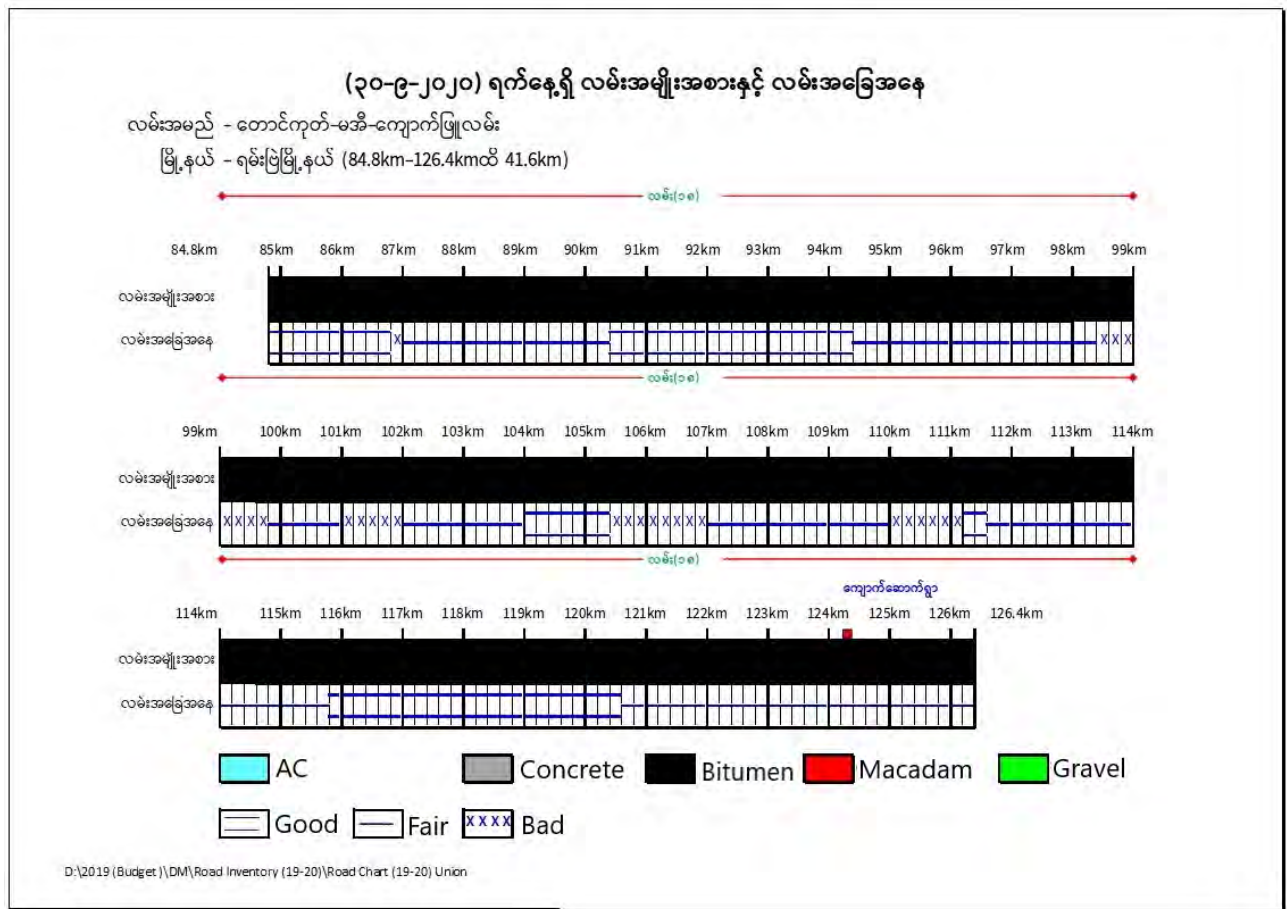 (၃၀-၉-၂၀၂၀) ရက်နေ့ရှိ လမ်းအမျိုးအစားနှင့် လမ်းအခြေအနေ
လမ်းအမည် - တောင်ကုတ်-မအီ-ကျောက်ဖြူလမ်း
မြို့နယ် - ရမ်းဗြဲမြို့နယ် (84.8km-126.4kmထိ 41.6km)
လမ်း(၁၈)
84.8km 85km 86km 87km 88km 89km 90km 91km 92km 93km 94km 95km 96km 97km 98km 99km
လမ်းအမျိုးအစား
လမ်းအခြေအနေ X X X X
လမ်း(၁၈)
99km 100km 101km 102km 103km 104km 105km 106km 107km 108km 109km 110km 111km 112km 113km 114km
လမ်းအမျိုးအစား
လမ်းအခြေအနေ X X X X X X X X X X X X X X X X X X X X X X X
လမ်း(၁၈)
ကျောက်ဆောက်ရွာ
114km 115km 116km 117km 118km 119km 120km 121km 122km 123km 124km 125km 126km 126.4km
လမ်းအမျိုးအစား
လမ်းအခြေအနေ
AC Concrete Bitumen Macadam Gravel
Good Fair X X X X Bad
D:\2019 (Budget)\DM\Road Inventory (19-20)\Road Chart (19-20) Union